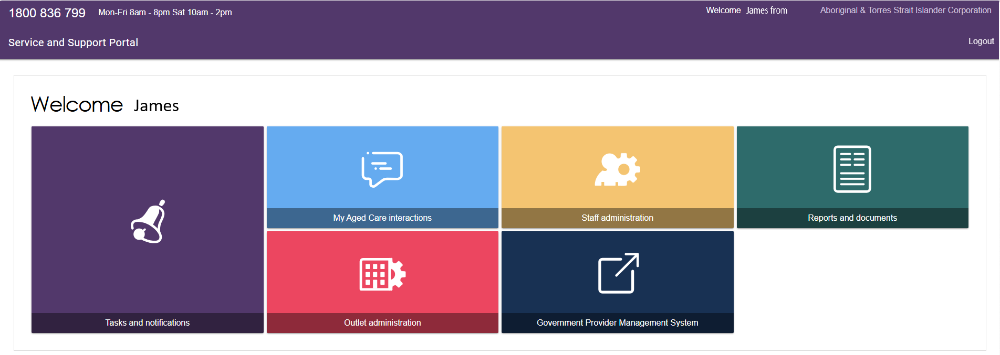 1800 836 799 Mon-Fri 8am - 8pm Sat 10am - 2pm Welcome James from Aboriginal & Torres Strait Islander Corporation
Service and Support Portal Logout
Welcome James
My Aged Care interactions Staff administration Reports and documents
Tasks and notifications Outlet administration Government Provider Management System